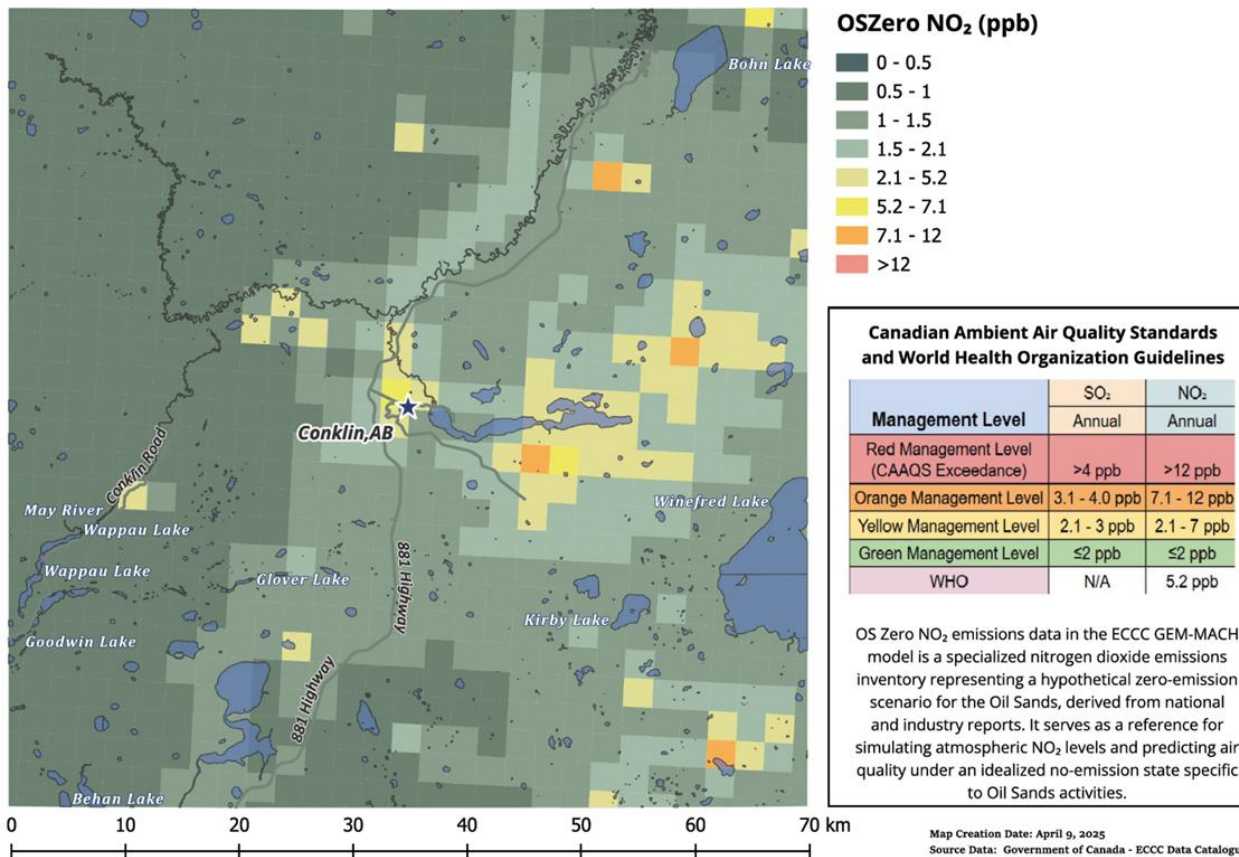 OSZero NO₂ (ppb)
0 - 0.5
0.5 - 1
1 - 1.5
1.5 - 2.1
2.1 - 5.2
5.2 - 7.1
7.1 - 12
>12
Bohn Lake
Conklin,AB
Conklin Road
May River
Wappau Lake
Wappau Lake
Goodwin Lake
Glover Lake
Winefred Lake
Kirby Lake
881 Highway
881 Highway
Behan Lake
0 10 20 30 40 50 60 70 km
Canadian Ambient Air Quality Standards
and World Health Organization Guidelines
Management Level SO₂ NO₂
Annual Annual
Red Management Level
(CAAQS Exceedance) >4 ppb >12 ppb
Orange Management Level 3.1 - 4.0 ppb 7.1 - 12 ppb
Yellow Management Level 2.1 - 3 ppb 2.1 - 7 ppb
Green Management Level ≤2 ppb ≤2 ppb
WHO N/A 5.2 ppb
OS Zero NO₂ emissions data in the ECCC GEM-MACH
model is a specialized nitrogen dioxide emissions
inventory representing a hypothetical zero-emission
scenario for the Oil Sands, derived from national
and industry reports. It serves as a reference for
simulating atmospheric NO₂ levels and predicting air
quality under an idealized no-emission state specific
to Oil Sands activities.
Map Creation Date: April 9, 2025
Source Data: Government of Canada - ECCC Data Catalogu